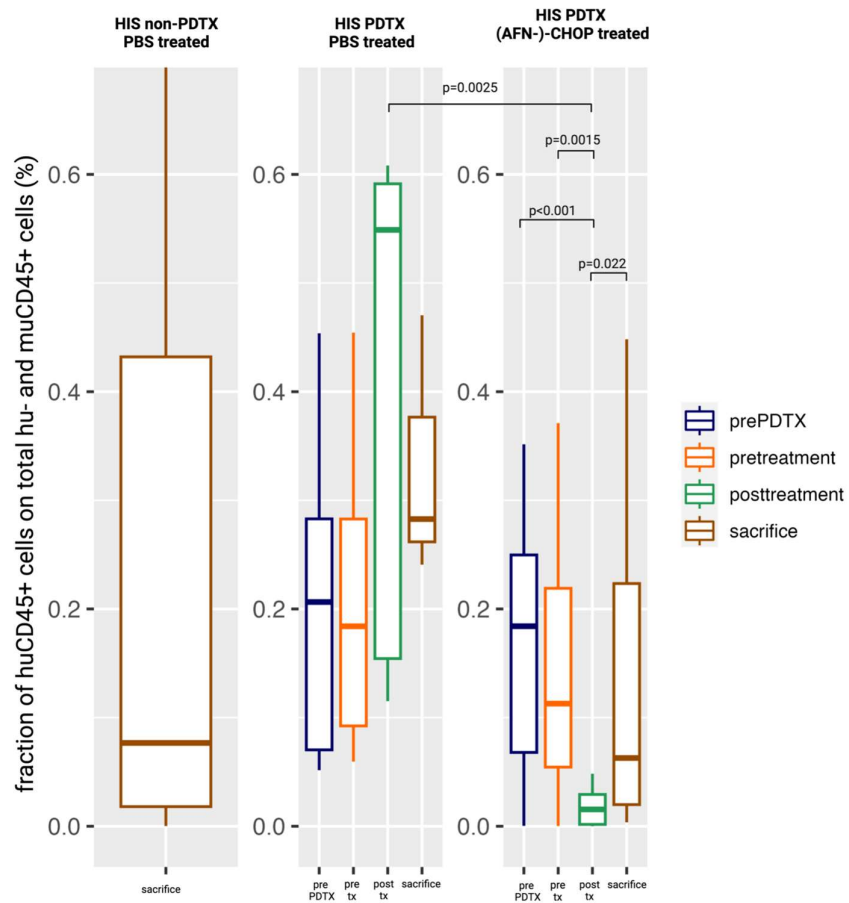 HIS non-PDTX
PBS treated
HIS PDTX
PBS treated
HIS PDTX
(AFN-)-CHOP treated
fraction of huCD45+ cells on total hu- and muCD45+ cells (%)
0.6
0.4
0.2
0.0
sacrifice
0.6
0.4
0.2
0.0
pre
PDTX
pre
tx
post
tx
sacrifice
p=0.0025
p=0.0015
p<0.001
p=0.022
0.6
0.4
0.2
0.0
pre
PDTX
pre
tx
post
tx
sacrifice
prePDTX
pretreatment
posttreatment
sacrifice